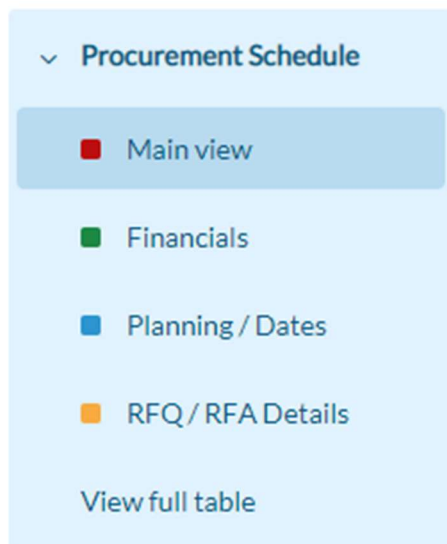 Procurement Schedule
Main view
Financials
Planning / Dates
RFQ / RFA Details
View full table